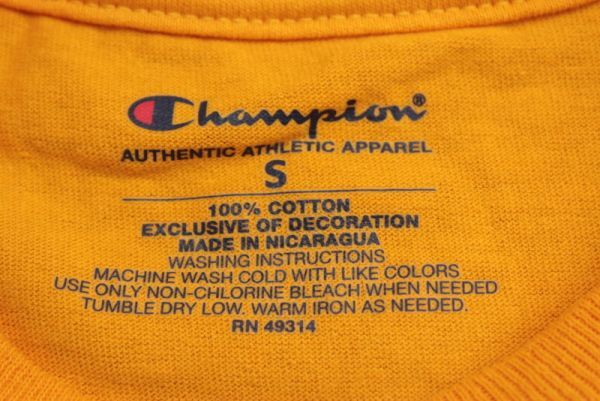 Champion®
AUTHENTIC ATHLETIC APPAREL
S
100% COTTON
EXCLUSIVE OF DECORATION
MADE IN NICARAGUA
WASHING INSTRUCTIONS
MACHINE WASH COLD WITH LIKE COLORS
USE ONLY NON-CHLORINE BLEACH WHEN NEEDED
TUMBLE DRY LOW. WARM IRON AS NEEDED.
RN 49314